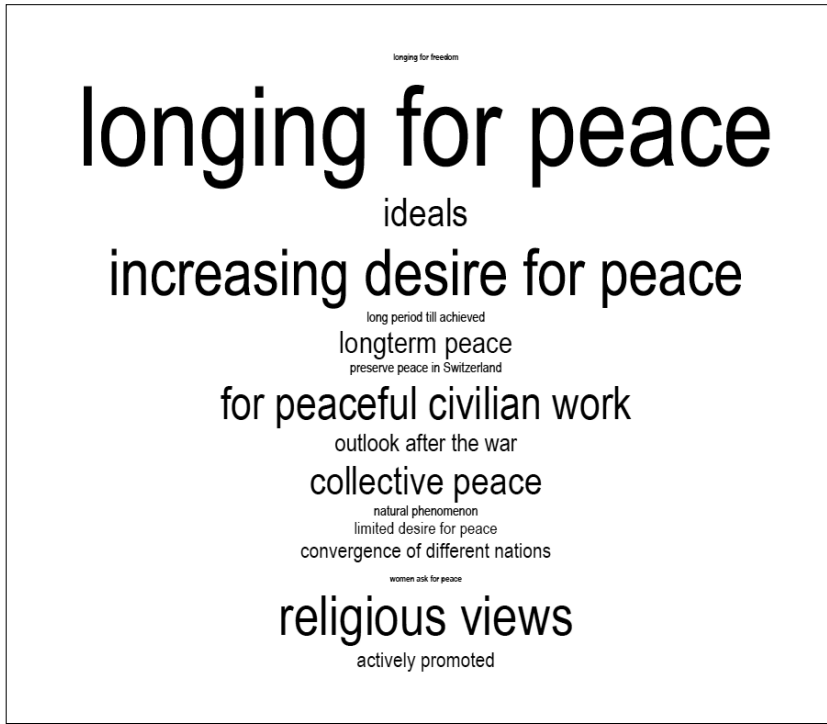 longing for freedom
longing for peace
ideals
increasing desire for peace
long period till achieved
longterm peace
preserve peace in Switzerland
for peaceful civilian work
outlook after the war
collective peace
natural phenomenon
limited desire for peace
convergence of different nations
women ask for peace
religious views
actively promoted